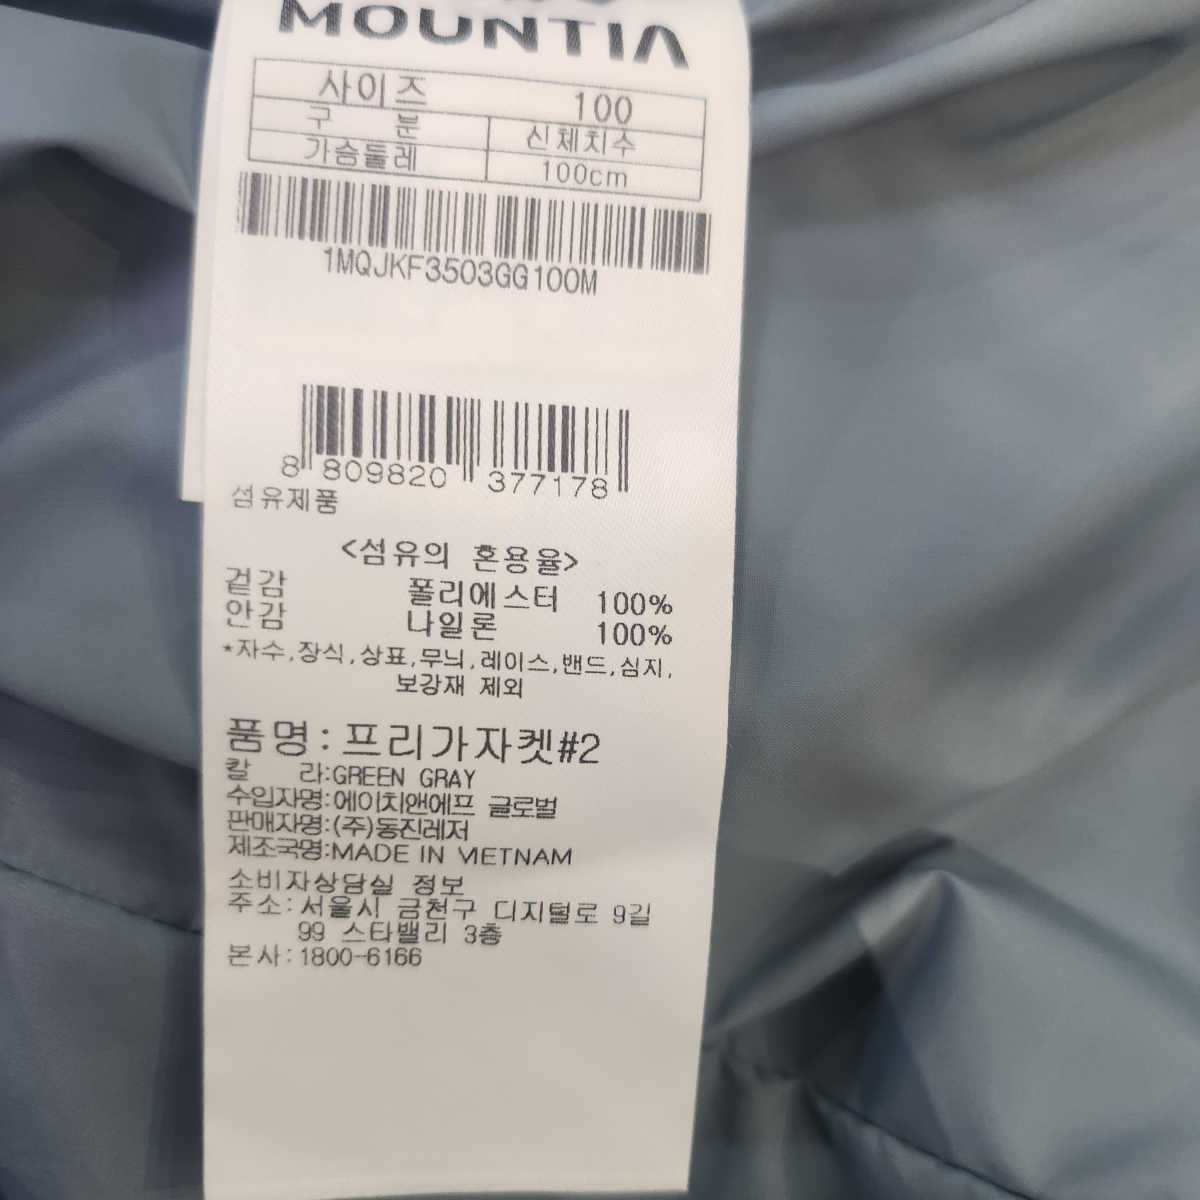 MOUNTIA
사이즈 100
구 분 신체치수
가슴둘레 100cm
1MQJKF3503GG100M
8 809820 377178
섬유제품
<섬유의 혼용율>
겉감 폴리에스터 100%
안감 나일론 100%
*자수,장식,상표,무늬,레이스,밴드,심지,
보강재 제외
품명:프리가자켓#2
칼 라:GREEN GRAY
수입자명:에이치앤에프 글로벌
판매자명:(주)동진레저
제조국명:MADE IN VIETNAM
소비자상담실 정보
주소:서울시 금천구 디지털로 9길
99 스타밸리 3층
본사:1800-6166